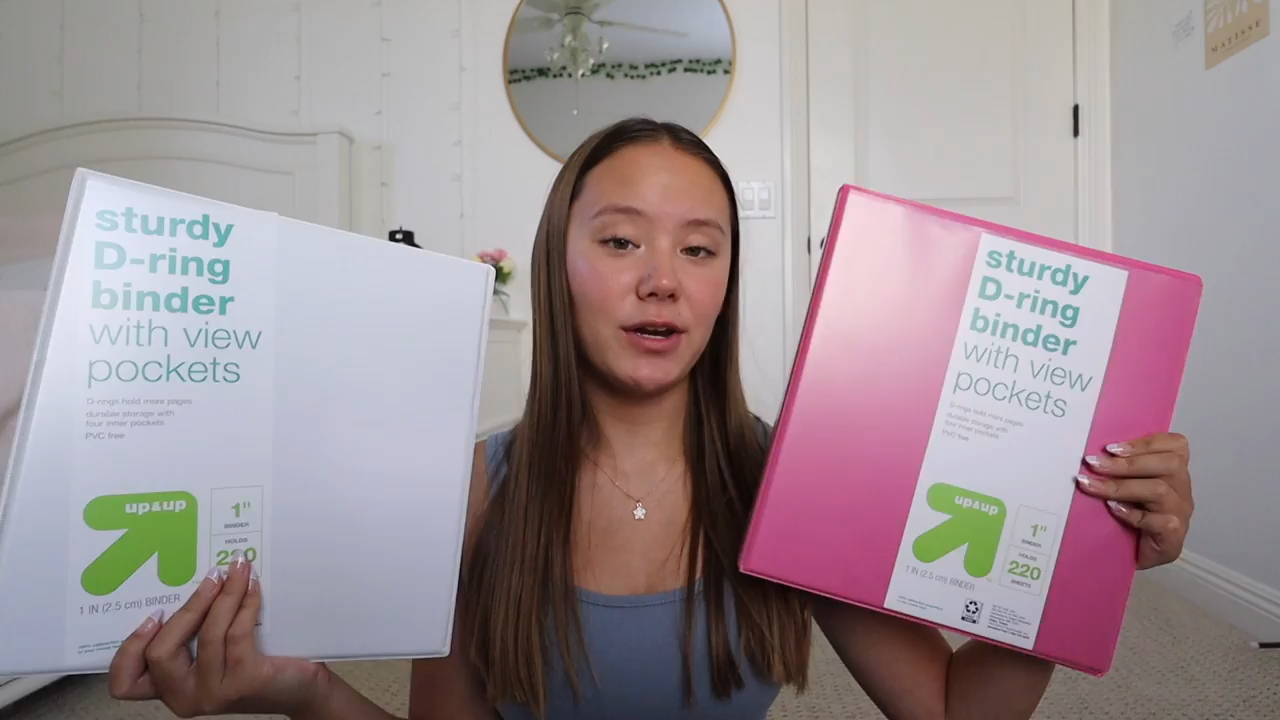 sturdy
D-ring
binder
with view
pockets
D-rings hold more pages
durable storage with
four inner pockets
PVC free
up&up
1"
BINDER
HOLDS
220
1 IN (2.5 cm) BINDER
sturdy
D-ring
binder
with view
pockets
D-rings hold more pages
durable storage with
four inner pockets
PVC free
up&up
1"
BINDER
HOLDS
220
SHEETS
1 IN (2.5 cm) BINDER
MATISSE